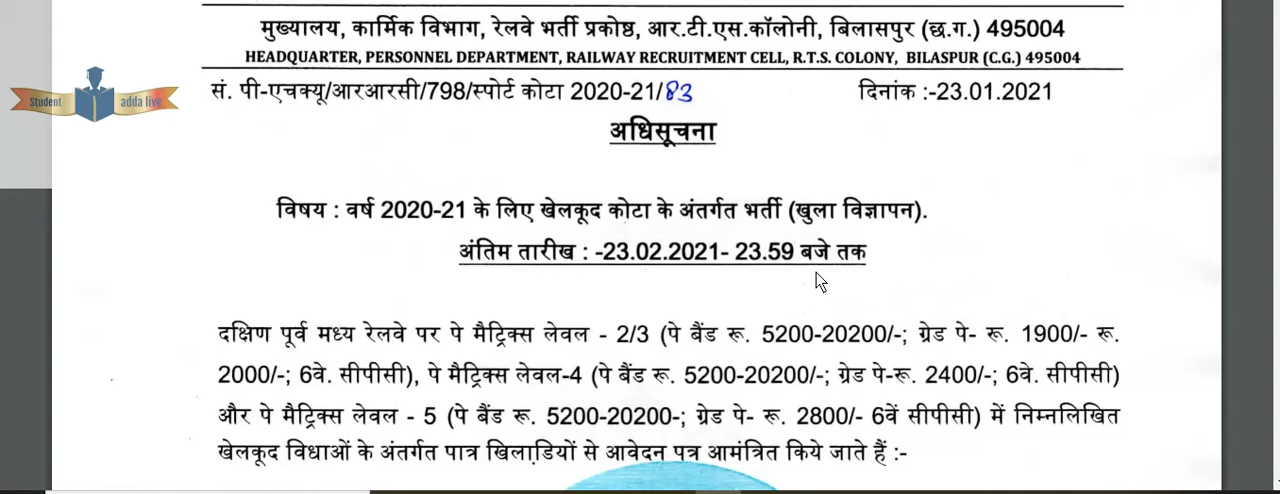 मुख्यालय, कार्मिक विभाग, रेलवे भर्ती प्रकोष्ठ, आर.टी.एस.कॉलोनी, बिलासपुर (छ.ग.) 495004
HEADQUARTER, PERSONNEL DEPARTMENT, RAILWAY RECRUITMENT CELL, R.T.S. COLONY, BILASPUR (C.G.) 495004
Student adda live
सं. पी-एचक्यू/आरआरसी/798/स्पोर्ट कोटा 2020-21/83 दिनांक :-23.01.2021
अधिसूचना
विषय : वर्ष 2020-21 के लिए खेलकूद कोटा के अंतर्गत भर्ती (खुला विज्ञापन).
अंतिम तारीख : -23.02.2021- 23.59 बजे तक
दक्षिण पूर्व मध्य रेलवे पर पे मैट्रिक्स लेवल - 2/3 (पे बैंड रू. 5200-20200/-; ग्रेड पे- रू. 1900/- रू.
2000/-; 6वे. सीपीसी), पे मैट्रिक्स लेवल-4 (पे बैंड रू. 5200-20200/-; ग्रेड पे-रू. 2400/-; 6वे. सीपीसी)
और पे मैट्रिक्स लेवल - 5 (पे बैंड रू. 5200-20200-; ग्रेड पे- रू. 2800/- 6वें सीपीसी) में निम्नलिखित
खेलकूद विधाओं के अंतर्गत पात्र खिलाडियों से आवेदन पत्र आमंत्रित किये जाते हैं :-